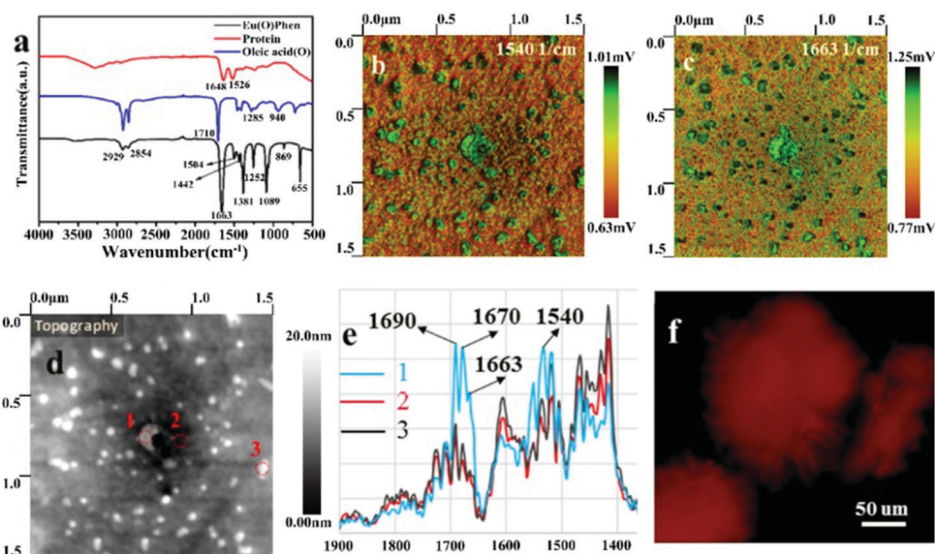 a
Eu(O)Phen
Protein
Oleic acid(O)
Transmittance(a.u.)
1648 1526
1710
1285 940
2929 2854
1504
1442
1252
869
1381 1089
655
1663
4000 3500 3000 2500 2000 1500 1000 500
Wavenumber(cm-1)
0.0μm 0.5 1.0 1.5
0.0
0.5
1.0
1.5
b
1540 1/cm
1.01mV
0.63mV
0.0μm 0.5 1.0 1.5
0.0
0.5
1.0
1.5
c
1663 1/cm
1.25mV
0.77mV
0.0μm 0.5 1.0 1.5
0.0
0.5
1.0
1.5
Topography
d
1 2
3
20.0nm
0.00nm
e
1690 1670 1540
1663
1
2
3
1900 1800 1700 1600 1500 1400
f
50 um